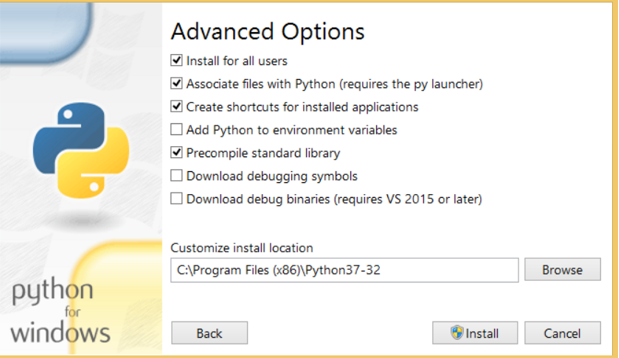 Advanced Options
Install for all users
Associate files with Python (requires the py launcher)
Create shortcuts for installed applications
Add Python to environment variables
Precompile standard library
Download debugging symbols
Download debug binaries (requires VS 2015 or later)
Customize install location
C:\Program Files (x86)\Python37-32
Browse
python
for
windows
Back
Install
Cancel